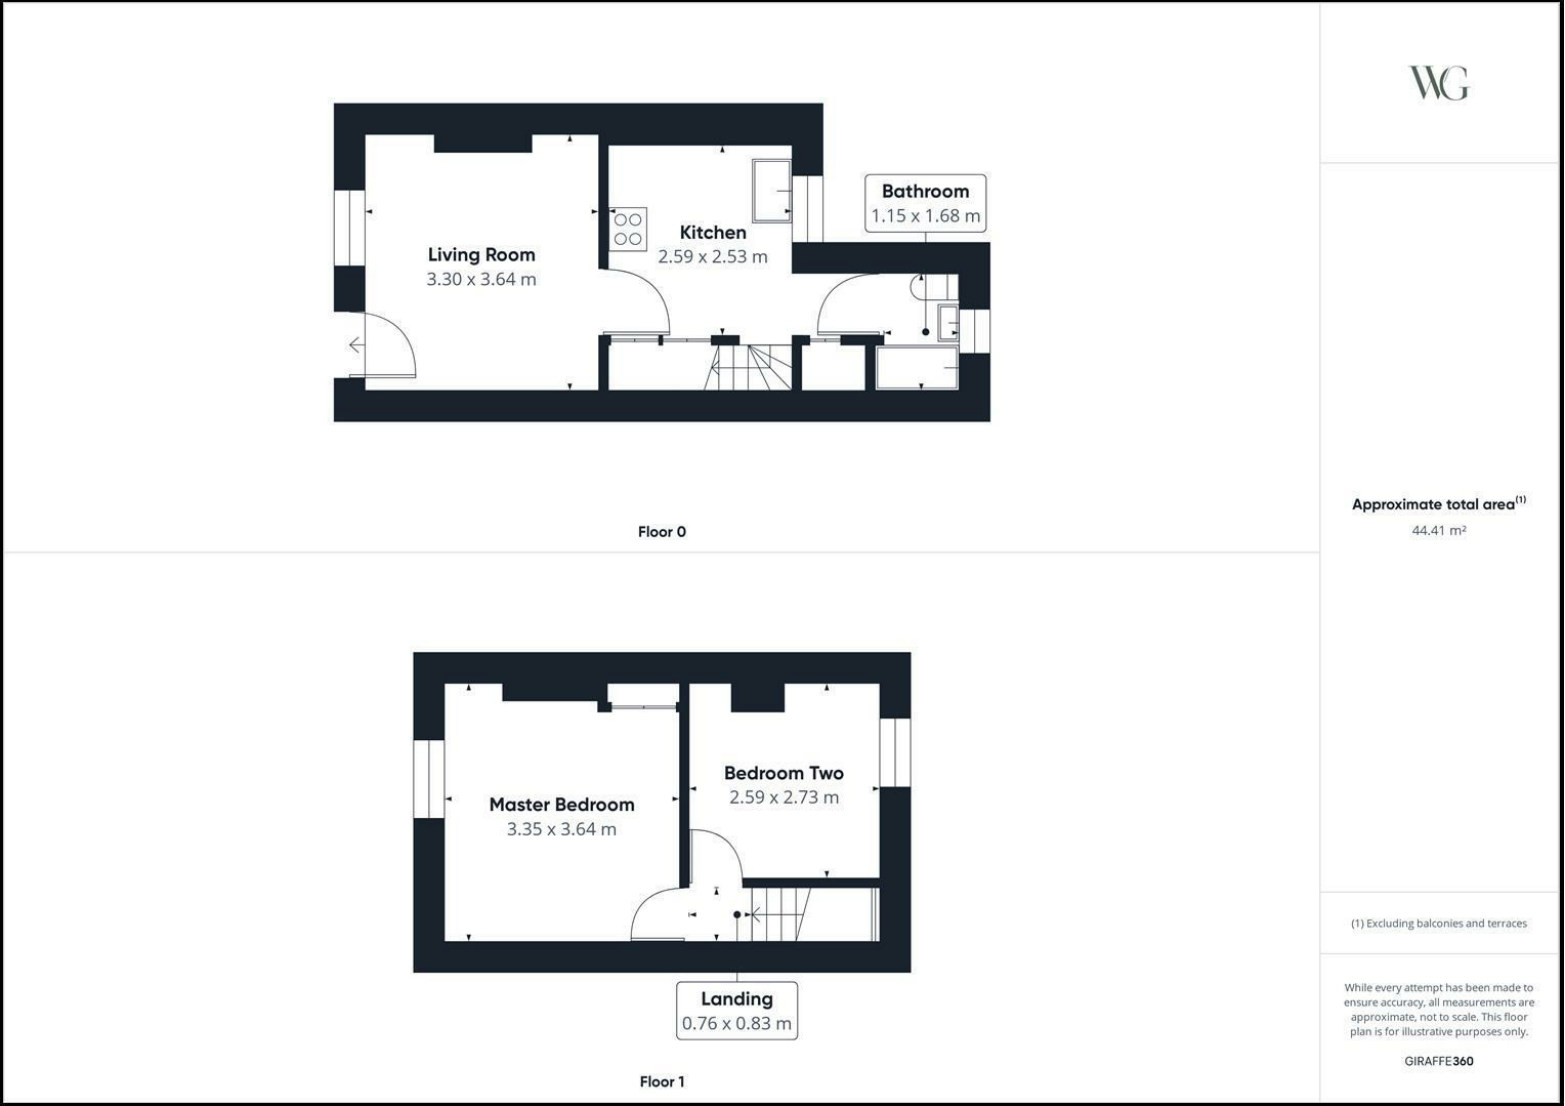 WG
Bathroom
1.15 x 1.68 m
Kitchen
2.59 x 2.53 m
Living Room
3.30 x 3.64 m
Floor 0
Approximate total area(1)
44.41 m²
Bedroom Two
2.59 x 2.73 m
Master Bedroom
3.35 x 3.64 m
Landing
0.76 x 0.83 m
Floor 1
(1) Excluding balconies and terraces
While every attempt has been made to
ensure accuracy, all measurements are
approximate, not to scale. This floor
plan is for illustrative purposes only.
GIRAFFE360